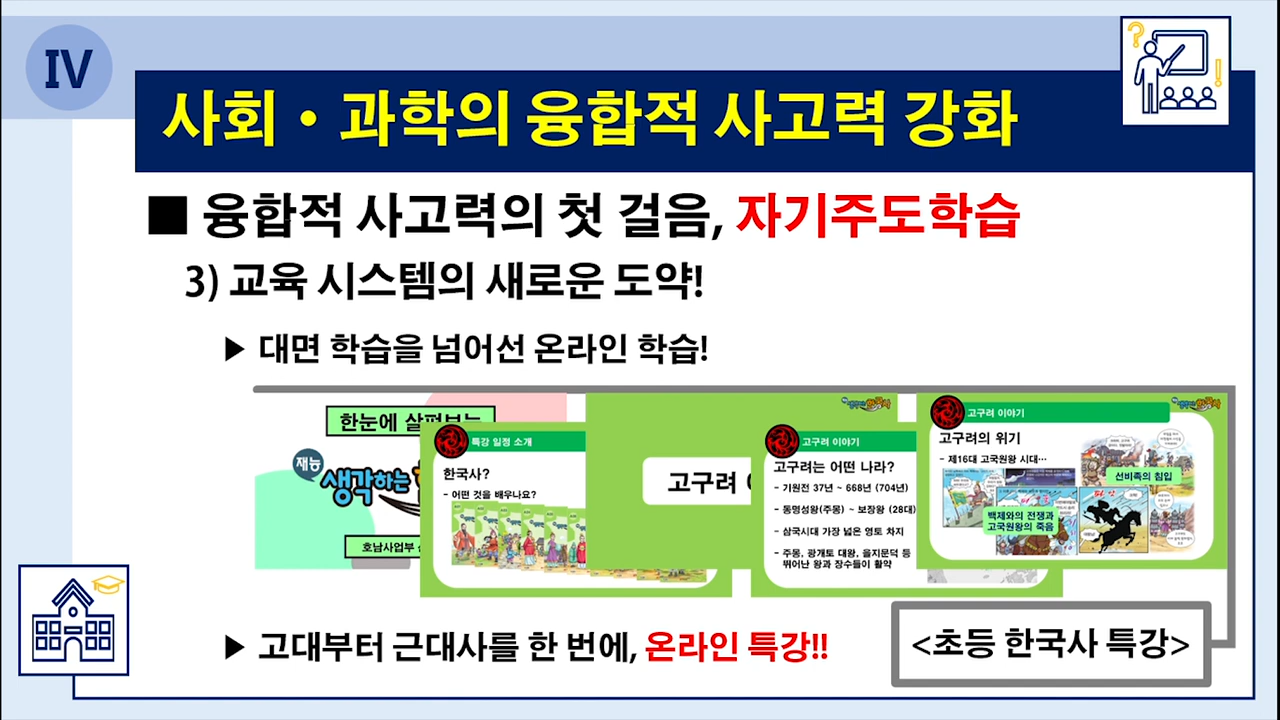 IV
사회・과학의 융합적 사고력 강화
■ 융합적 사고력의 첫 걸음, 자기주도학습
3) 교육 시스템의 새로운 도약!
▶ 대면 학습을 넘어선 온라인 학습!
한눈에 살펴보는
재능
생각하는
호남사업부
특강 일정 소개
한국사?
- 어떤 것을 배우나요?
고구려
고구려 이야기
고구려는 어떤 나라?
- 기원전 37년 ~ 668년 (704년)
- 동명성왕(주몽) ~ 보장왕 (28대)
- 삼국시대 가장 넓은 영토 차지
- 주몽, 광개토 대왕, 을지문덕 등
뛰어난 왕과 장수들이 활약
고구려 이야기
고구려의 위기
- 제16대 고국원왕 시대…
선비족의 침입
백제와의 전쟁과
고국원왕의 죽음
▶ 고대부터 근대사를 한 번에, 온라인 특강!!
<초등 한국사 특강>